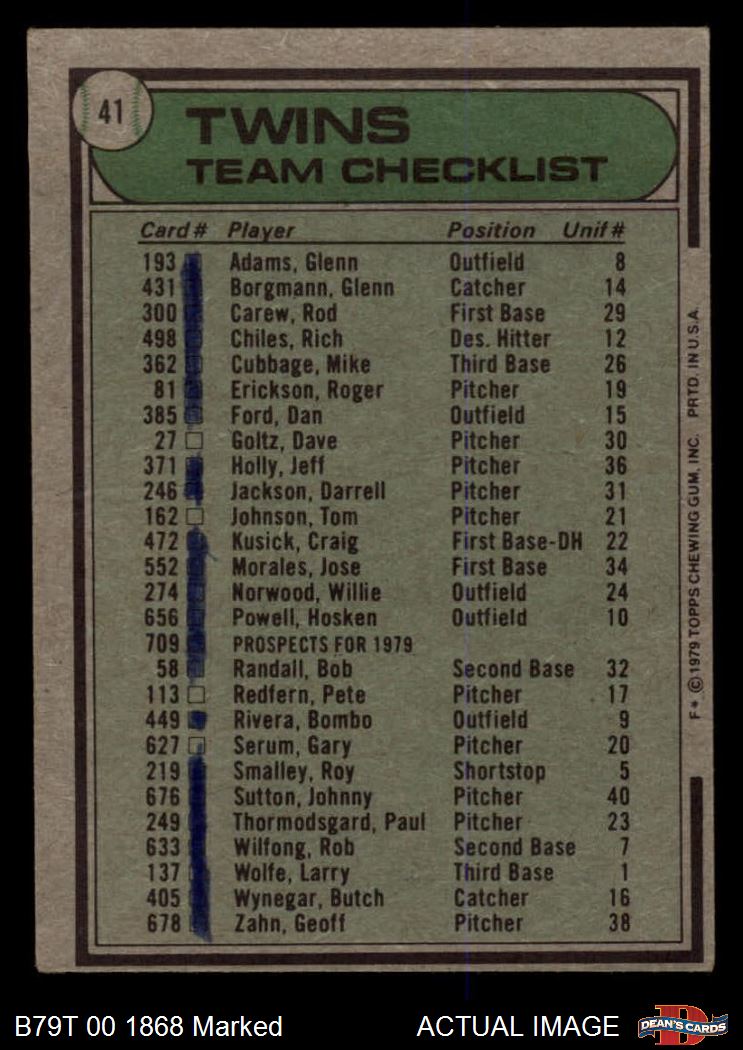 41
TWINS
TEAM CHECKLIST
Card # Player Position Unif #
193 Adams, Glenn Outfield 8
431 Borgmann, Glenn Catcher 14
300 Carew, Rod First Base 29
498 Chiles, Rich Des. Hitter 12
362 Cubbage, Mike Third Base 26
81 Erickson, Roger Pitcher 19
385 Ford, Dan Outfield 15
27 Goltz, Dave Pitcher 30
371 Holly, Jeff Pitcher 36
246 Jackson, Darrell Pitcher 31
162 Johnson, Tom Pitcher 21
472 Kusick, Craig First Base-DH 22
552 Morales, Jose First Base 34
274 Norwood, Willie Outfield 24
656 Powell, Hosken Outfield 10
709 PROSPECTS FOR 1979
58 Randall, Bob Second Base 32
113 Redfern, Pete Pitcher 17
449 Rivera, Bombo Outfield 9
627 Serum, Gary Pitcher 20
219 Smalley, Roy Shortstop 5
676 Sutton, Johnny Pitcher 40
249 Thormodsgard, Paul Pitcher 23
633 Wilfong, Rob Second Base 7
137 Wolfe, Larry Third Base 1
405 Wynegar, Butch Catcher 16
678 Zahn, Geoff Pitcher 38
F* © 1979 TOPPS CHEWING GUM, INC. PRTD. IN U.S.A.
B79T 00 1868 Marked ACTUAL IMAGE
D
DEAN'S CARDS